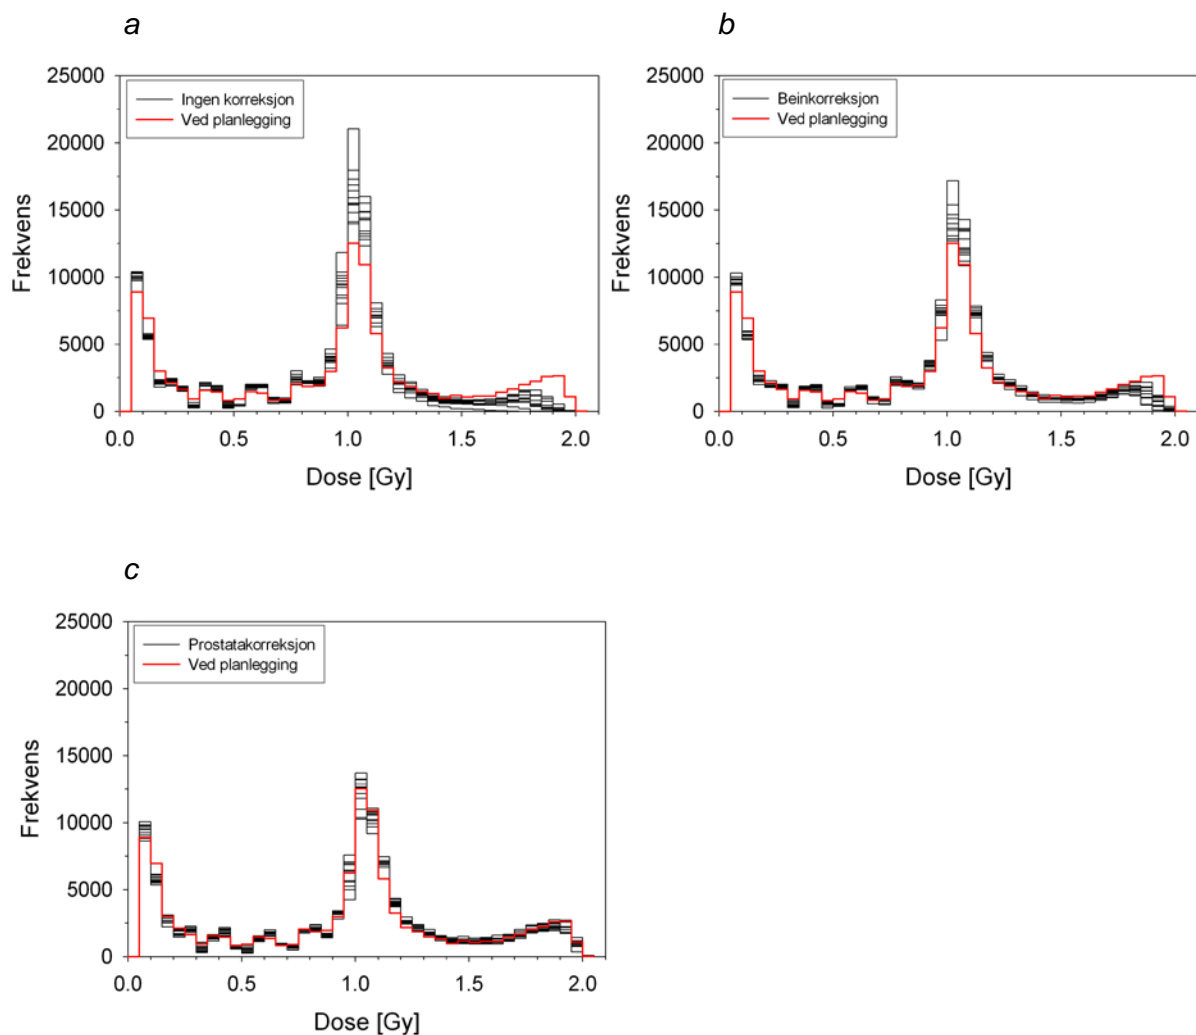 a
25000
20000
15000
10000
5000
0
Frekvens
Ingen korreksjon
Ved planlegging
0.0 0.5 1.0 1.5 2.0
Dose [Gy]
b
25000
20000
15000
10000
5000
0
Frekvens
Beinkorreksjon
Ved planlegging
0.0 0.5 1.0 1.5 2.0
Dose [Gy]
c
25000
20000
15000
10000
5000
0
Frekvens
Prostatakorreksjon
Ved planlegging
0.0 0.5 1.0 1.5 2.0
Dose [Gy]